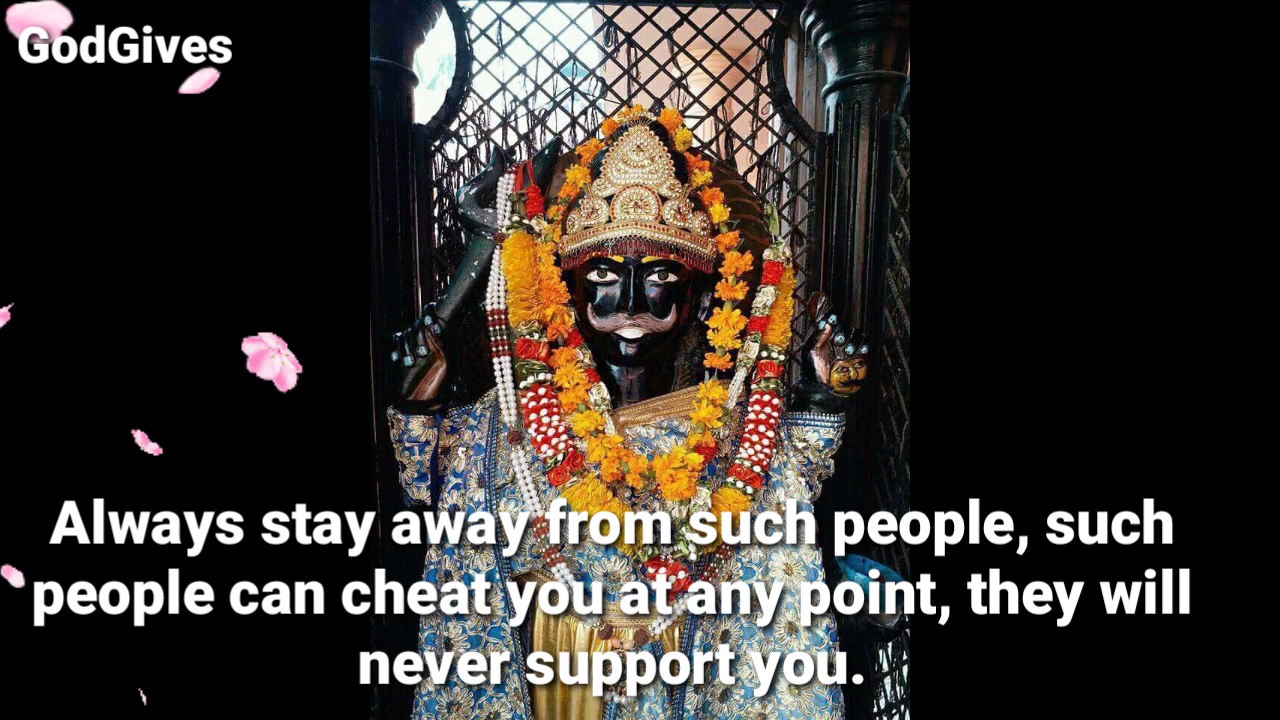 GodGives
Always stay away from such people, such
people can cheat you at any point, they will
never support you.